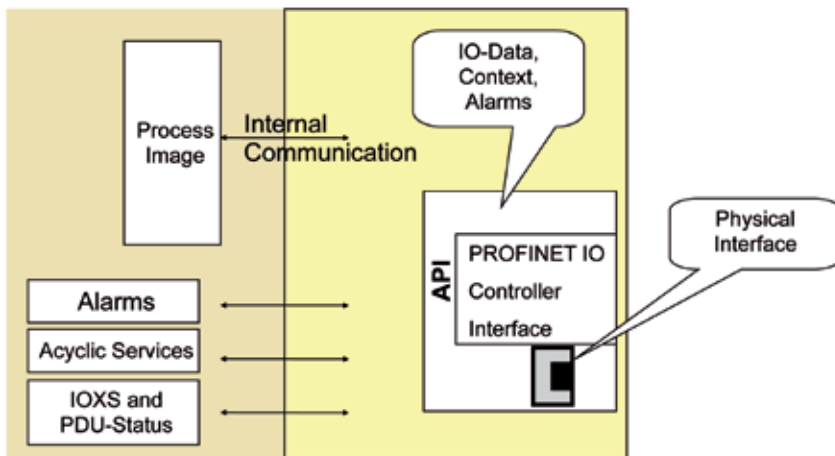 Process
Image
Internal
Communication
IO-Data,
Context,
Alarms
Physical
Interface
API
PROFINET IO
Controller
Interface
Alarms
Acyclic Services
IOXS and
PDU-Status